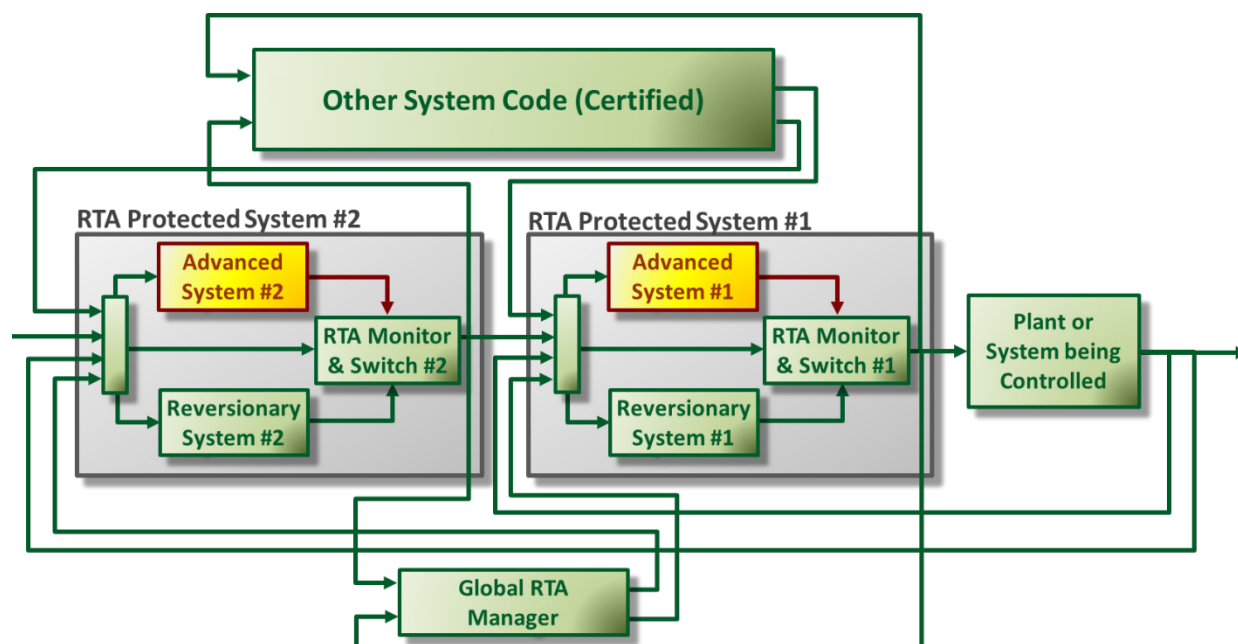 Other System Code (Certified)
RTA Protected System #2
Advanced
System #2
RTA Monitor
& Switch #2
Reversionary
System #2
RTA Protected System #1
Advanced
System #1
RTA Monitor
& Switch #1
Reversionary
System #1
Plant or
System being
Controlled
Global RTA
Manager